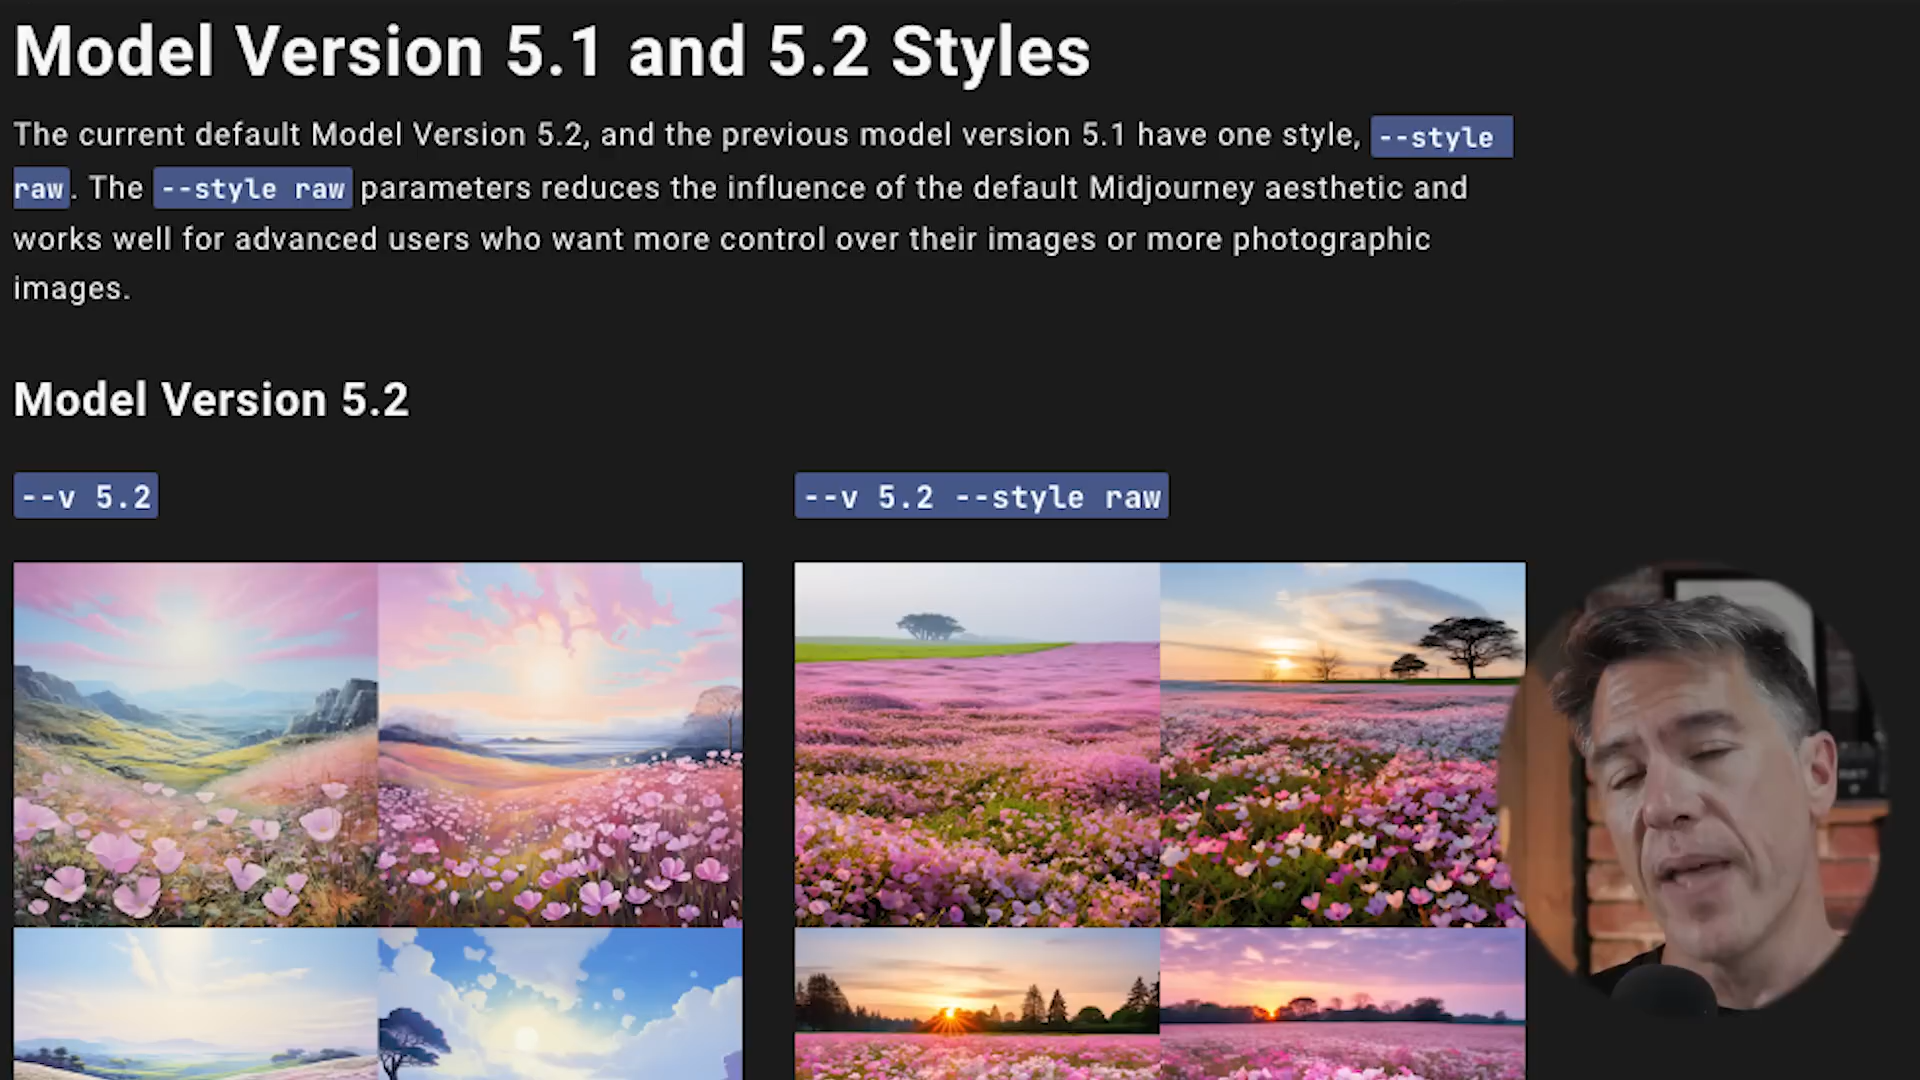 Model Version 5.1 and 5.2 Styles
The current default Model Version 5.2, and the previous model version 5.1 have one style, --style
raw. The --style raw parameters reduces the influence of the default Midjourney aesthetic and
works well for advanced users who want more control over their images or more photographic
images.
Model Version 5.2
--v 5.2
--v 5.2 --style raw